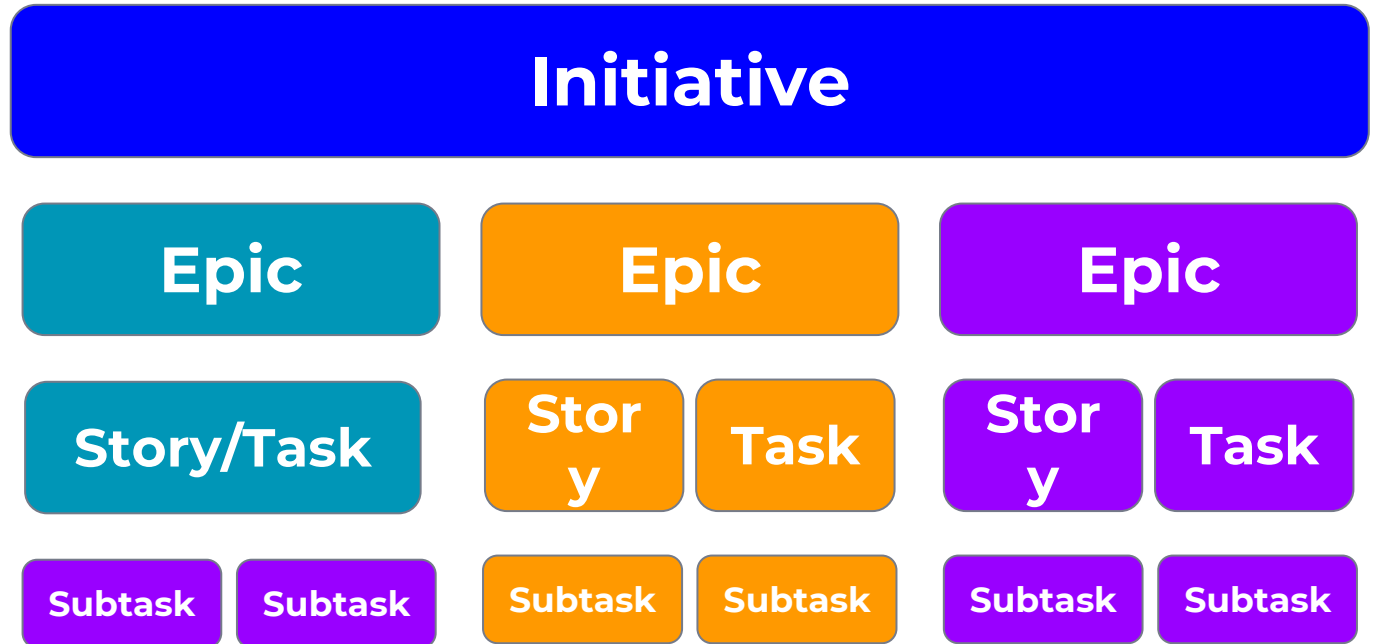 Initiative
Epic
Epic
Epic
Story/Task
Stor
y
Task
Stor
y
Task
Subtask
Subtask
Subtask
Subtask
Subtask
Subtask